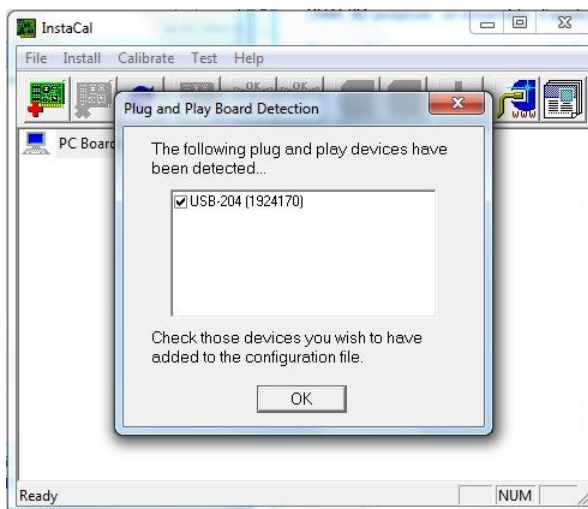 InstaCal
File Install Calibrate Test Help
Plug and Play Board Detection
PC Board
The following plug and play devices have
been detected...
USB-204 (1924170)
Check those devices you wish to have
added to the configuration file.
OK
Ready
NUM